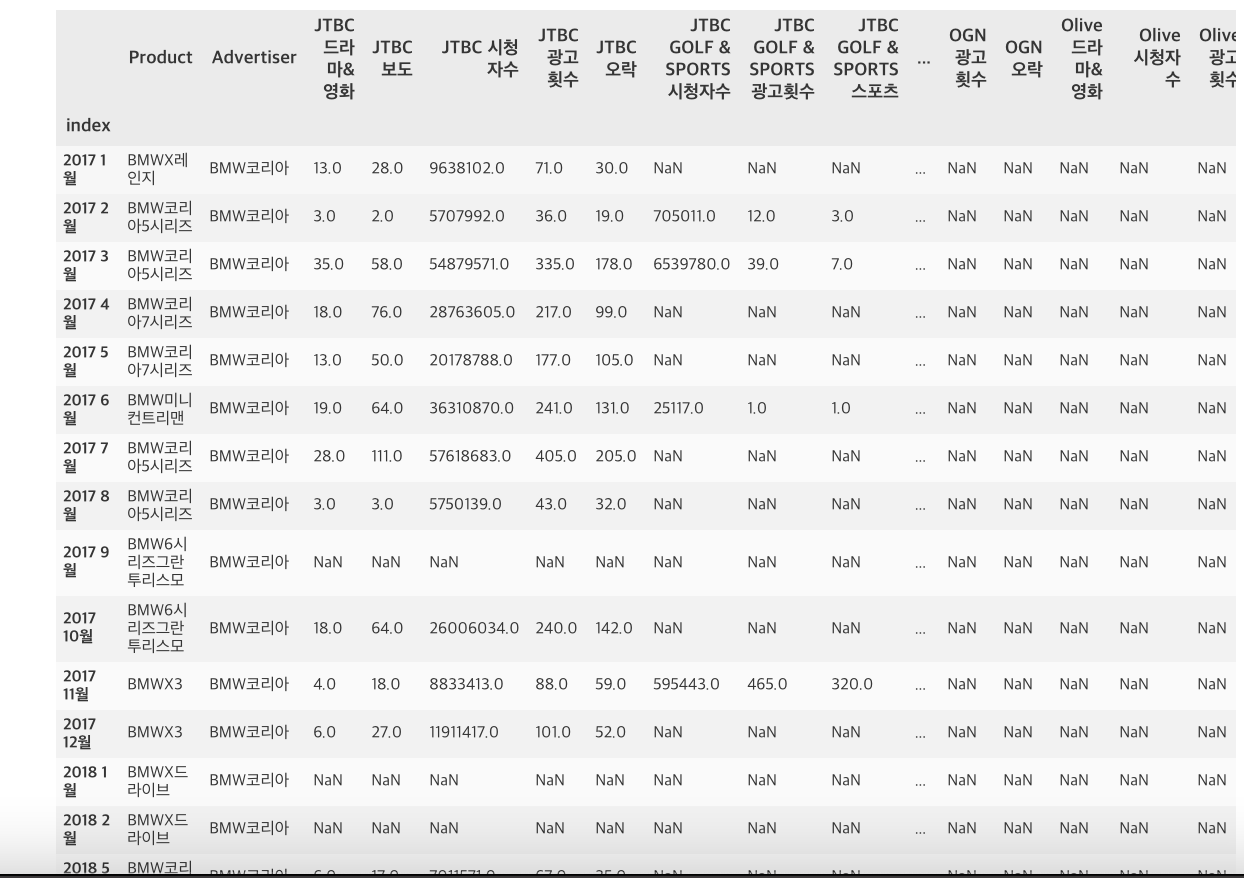 Product Advertiser JTBC 드라마&영화 JTBC 보도 JTBC 시청자수 JTBC 광고횟수 JTBC 오락 JTBC GOLF & SPORTS 시청자수 JTBC GOLF & SPORTS 광고횟수 JTBC GOLF & SPORTS 스포츠 ... OGN 광고횟수 OGN 오락 Olive 드라마&영화 Olive 시청자수 Olive 광고횟수
index
2017 1월 BMWX레인지 BMW코리아 13.0 28.0 9638102.0 71.0 30.0 NaN NaN NaN ... NaN NaN NaN NaN NaN
2017 2월 BMW코리아5시리즈 BMW코리아 3.0 2.0 5707992.0 36.0 19.0 705011.0 12.0 3.0 ... NaN NaN NaN NaN NaN
2017 3월 BMW코리아5시리즈 BMW코리아 35.0 58.0 54879571.0 335.0 178.0 6539780.0 39.0 7.0 ... NaN NaN NaN NaN NaN
2017 4월 BMW코리아7시리즈 BMW코리아 18.0 76.0 28763605.0 217.0 99.0 NaN NaN NaN ... NaN NaN NaN NaN NaN
2017 5월 BMW코리아7시리즈 BMW코리아 13.0 50.0 20178788.0 177.0 105.0 NaN NaN NaN ... NaN NaN NaN NaN NaN
2017 6월 BMW미니컨트리맨 BMW코리아 19.0 64.0 36310870.0 241.0 131.0 25117.0 1.0 1.0 ... NaN NaN NaN NaN NaN
2017 7월 BMW코리아5시리즈 BMW코리아 28.0 111.0 57618683.0 405.0 205.0 NaN NaN NaN ... NaN NaN NaN NaN NaN
2017 8월 BMW코리아5시리즈 BMW코리아 3.0 3.0 5750139.0 43.0 32.0 NaN NaN NaN ... NaN NaN NaN NaN NaN
2017 9월 BMW6시리즈그란투리스모 BMW코리아 NaN NaN NaN NaN NaN NaN NaN NaN ... NaN NaN NaN NaN NaN
2017 10월 BMW6시리즈그란투리스모 BMW코리아 18.0 64.0 26006034.0 240.0 142.0 NaN NaN NaN ... NaN NaN NaN NaN NaN
2017 11월 BMWX3 BMW코리아 4.0 18.0 8833413.0 88.0 59.0 595443.0 465.0 320.0 ... NaN NaN NaN NaN NaN
2017 12월 BMWX3 BMW코리아 6.0 27.0 11911417.0 101.0 52.0 NaN NaN NaN ... NaN NaN NaN NaN NaN
2018 1월 BMWX드라이브 BMW코리아 NaN NaN NaN NaN NaN NaN NaN NaN ... NaN NaN NaN NaN NaN
2018 2월 BMWX드라이브 BMW코리아 NaN NaN NaN NaN NaN NaN NaN NaN ... NaN NaN NaN NaN NaN
2018 5 BMW코리